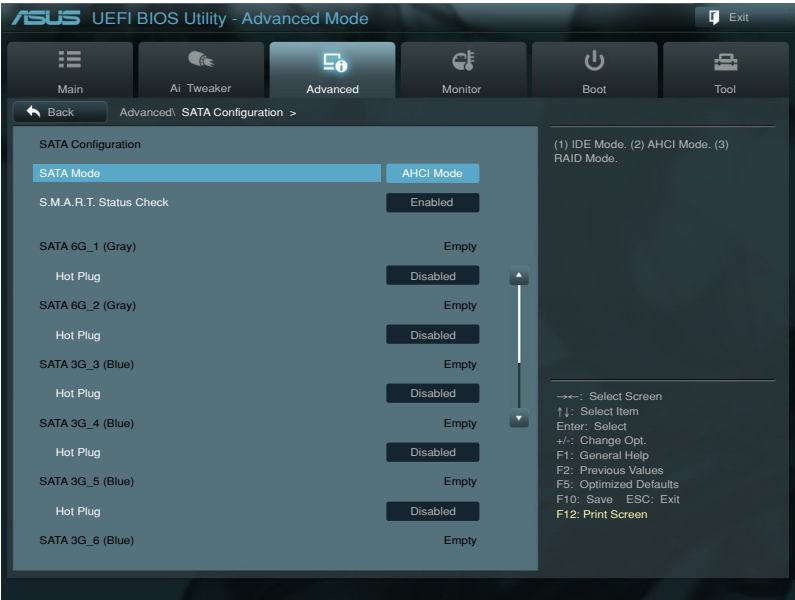 ASUS UEFI BIOS Utility - Advanced Mode
Exit
Main
Ai Tweaker
Advanced
Monitor
Boot
Tool
Back
Advanced\ SATA Configuration >
SATA Configuration
SATA Mode AHCI Mode
S.M.A.R.T. Status Check Enabled
SATA 6G_1 (Gray) Empty
Hot Plug Disabled
SATA 6G_2 (Gray) Empty
Hot Plug Disabled
SATA 3G_3 (Blue) Empty
Hot Plug Disabled
SATA 3G_4 (Blue) Empty
Hot Plug Disabled
SATA 3G_5 (Blue) Empty
Hot Plug Disabled
SATA 3G_6 (Blue) Empty
(1) IDE Mode. (2) AHCI Mode. (3)
RAID Mode.
→←: Select Screen
↑↓: Select Item
Enter: Select
+/-: Change Opt.
F1: General Help
F2: Previous Values
F5: Optimized Defaults
F10: Save ESC: Exit
F12: Print Screen